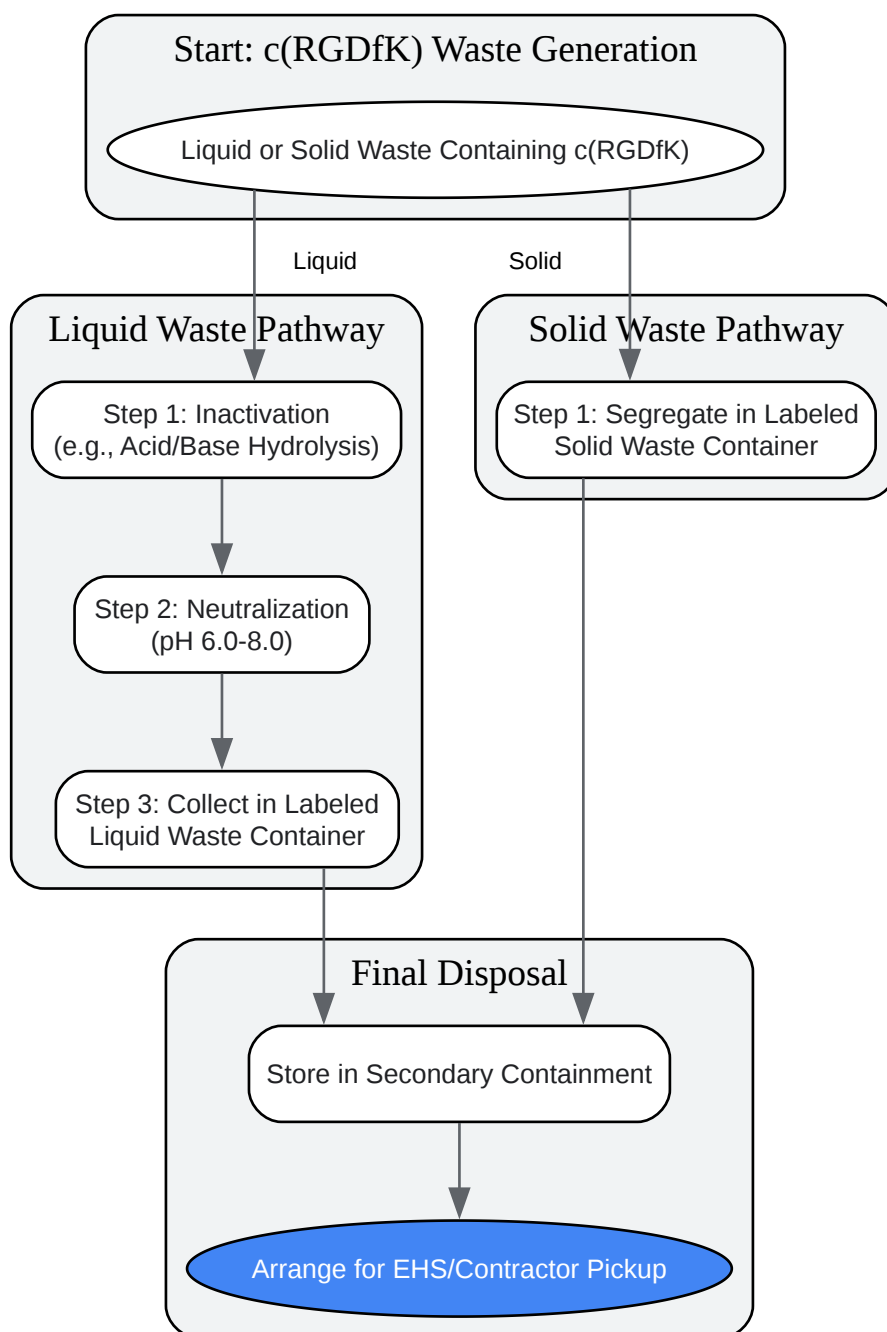 Start: c(RGDfK) Waste Generation
Liquid or Solid Waste Containing c(RGDfK)
Liquid
Solid
Liquid Waste Pathway
Step 1: Inactivation
(e.g., Acid/Base Hydrolysis)
Step 2: Neutralization
(pH 6.0-8.0)
Step 3: Collect in Labeled
Liquid Waste Container
Solid Waste Pathway
Step 1: Segregate in Labeled
Solid Waste Container
Final Disposal
Store in Secondary Containment
Arrange for EHS/Contractor Pickup